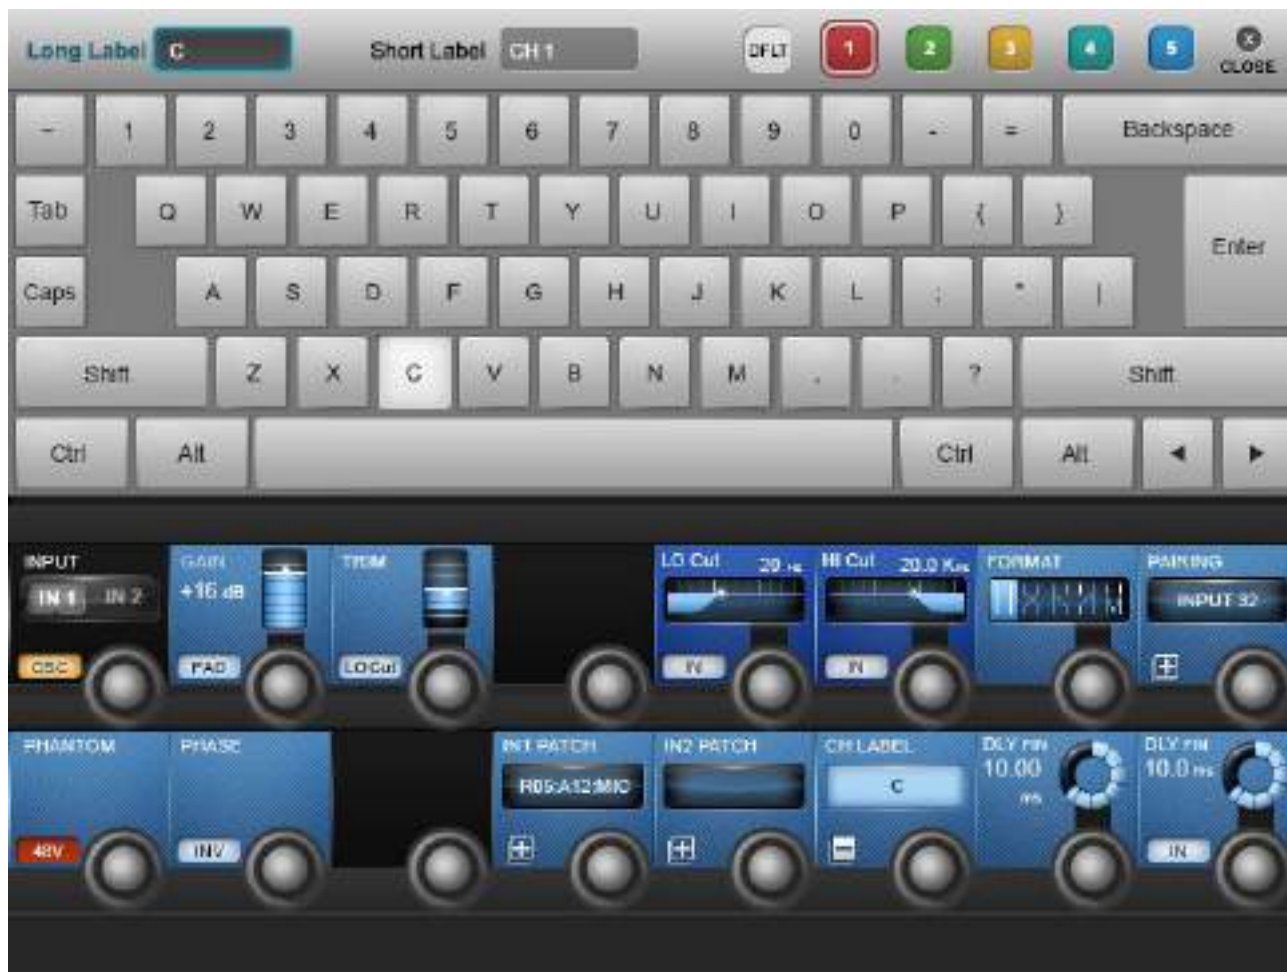 Long Label C Short Label CH 1 DFLT 1 2 3 4 5 CLOSE
~ 1 2 3 4 5 6 7 8 9 0 - = Backspace
Tab Q W E R T Y U I O P { } Enter
Caps A S D F G H J K L ; " |
Shift Z X C V B N M , . ? Shift
Ctrl Alt Ctrl Alt
INPUT GAIN TRIM LO Cut 20 Hz HI Cut 20.0 KHz FORMAT PAIRING
IN 1 IN 2 +16 dB INPUT 32
OSC PAD LO Cut IN IN
PHANTOM PHASE IN1 PATCH IN2 PATCH CH LABEL DLY FIN DLY FIN
R05:A12:MIC C 10.00 ms 10.0 ms
48V INV IN